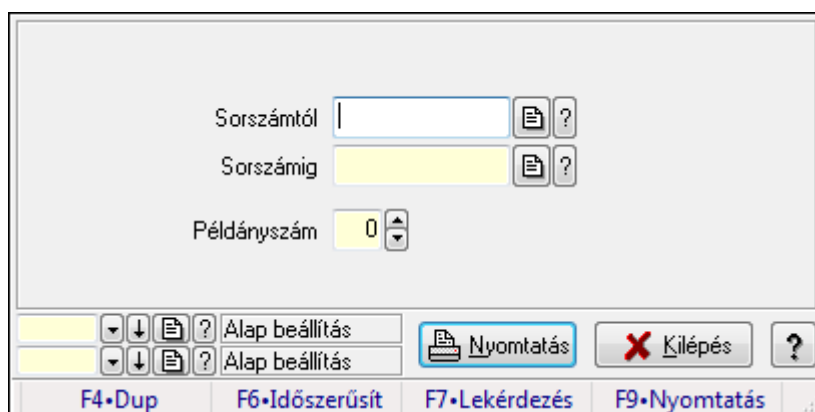 Sorszámtól ?
Sorszámig ?
Példányszám 0
? Alap beállítás
? Alap beállítás
Nyomtatás Kilépés ?
F4•Dup F6•Időszerűsít F7•Lekérdezés F9•Nyomtatás